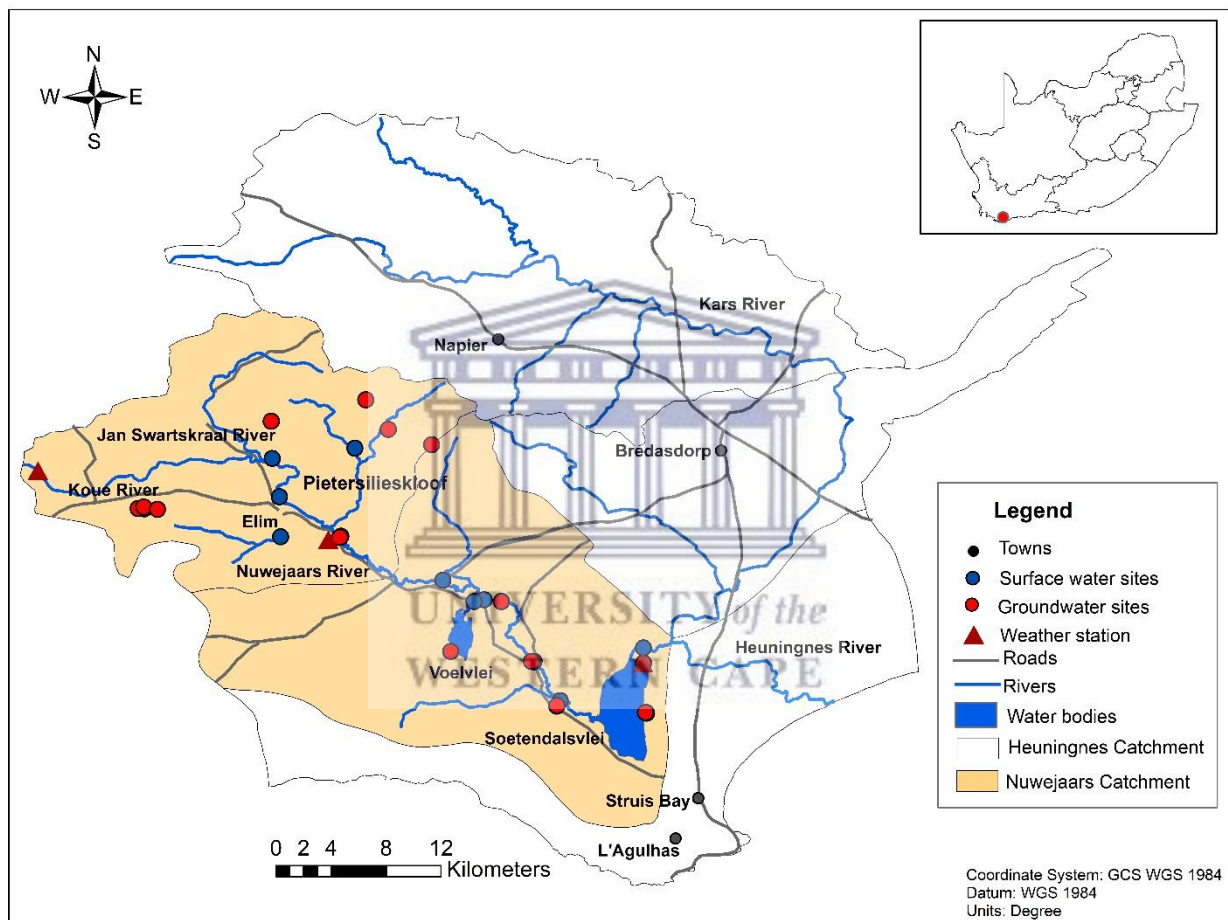 N
W E
S
Kars River
Napier
Jan Swartskraal River
Bredasdorp
Koue River
Pietersilieskloof
Elim
Nuwejaars River
UNIVERSITY of the
WESTERN CAPE
Heuningnes River
Voelvlei
Soetendalsvlei
Struis Bay
L'Agulhas
0 2 4 8 12
Kilometers
Legend
Towns
Surface water sites
Groundwater sites
Weather station
Roads
Rivers
Water bodies
Heuningnes Catchment
Nuwejaars Catchment
Coordinate System: GCS WGS 1984
Datum: WGS 1984
Units: Degree